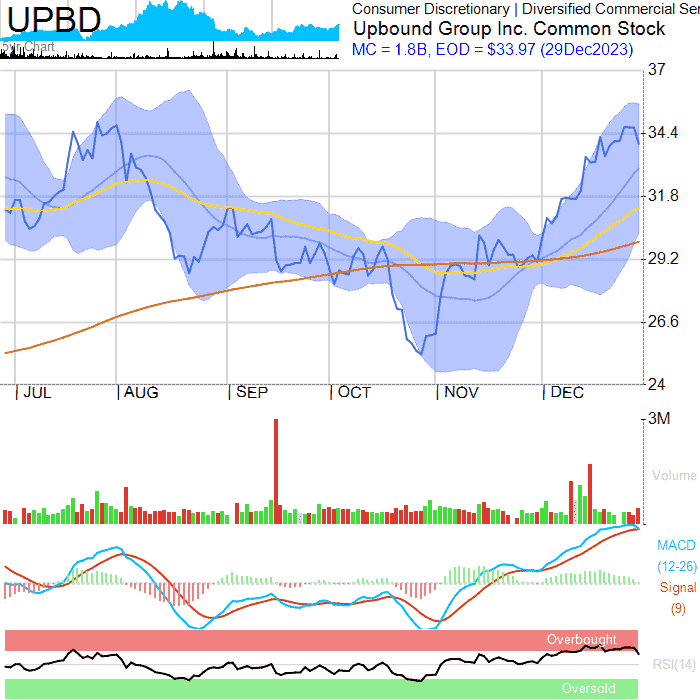 UPBD
5yr Chart
Consumer Discretionary | Diversified Commercial Ser
Upbound Group Inc. Common Stock
MC = 1.8B, EOD = $33.97 (29Dec2023)
37
34.4
31.8
29.2
26.6
24
JUL AUG SEP OCT NOV DEC
3M
Volume
MACD
(12-26)
Signal
(9)
Overbought
RSI(14)
Oversold